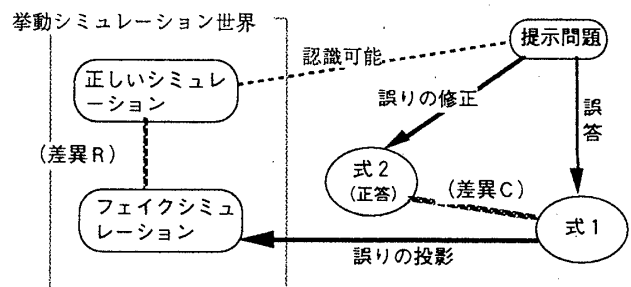 挙動シミュレーション世界
提示問題
認識可能
正しいシミュレ
ーション
誤りの修正
誤
答
(差異R)
式2
(正答)
(差異C)
フェイクシミュ
レーション
式1
誤りの投影